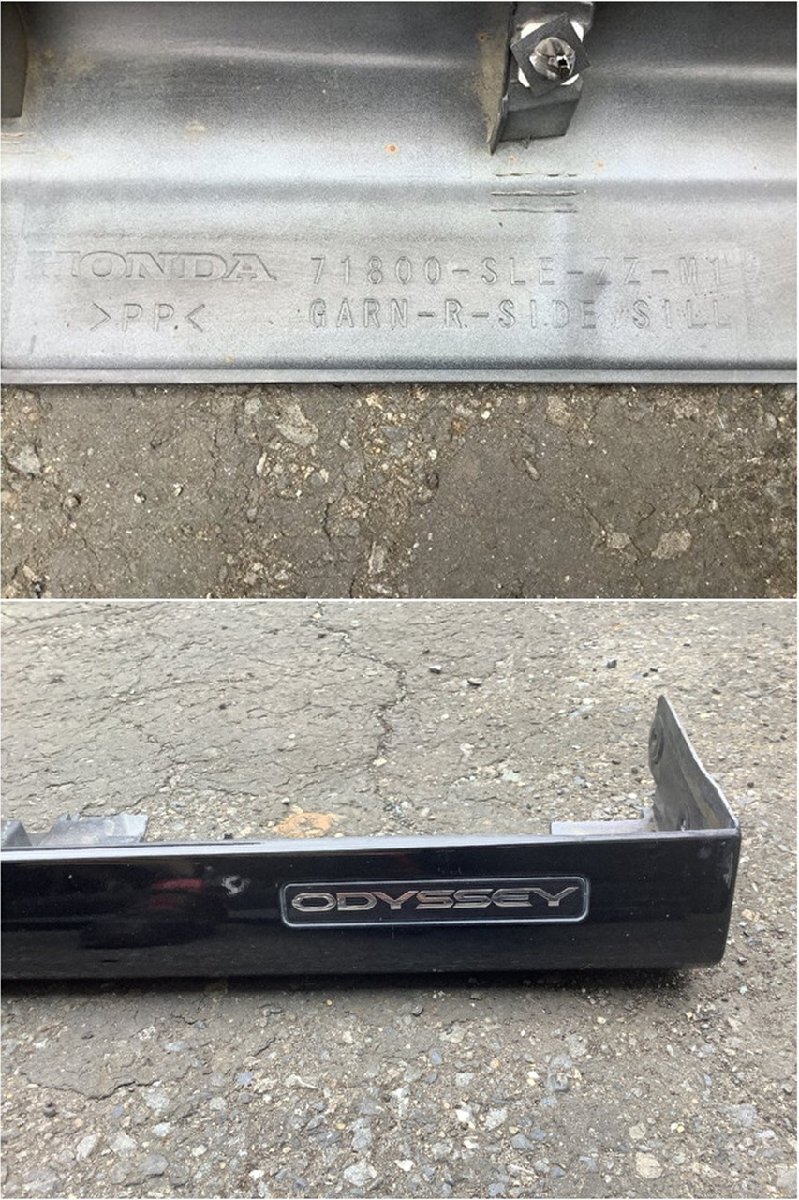 HONDA 71800-SLE-ZZ-M1
>PP< GARN-R-SIDE SILL
ODYSSEY